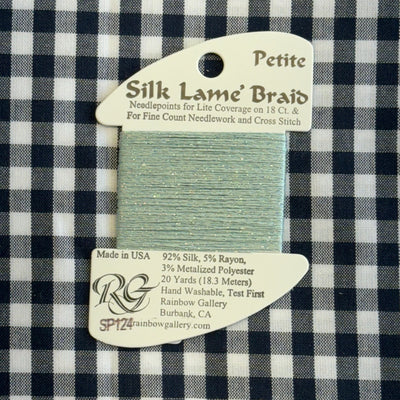 Petite
Silk Lamé Braid
Needlepoints for Lite Coverage on 18 Ct. &
For Fine Count Needlework and Cross Stitch
Made in USA
92% Silk, 5% Rayon,
3% Metalized Polyester
20 Yards (18.3 Meters)
Hand Washable, Test First
Rainbow Gallery
Burbank, CA
RG
SP124
rainbowgallery.com